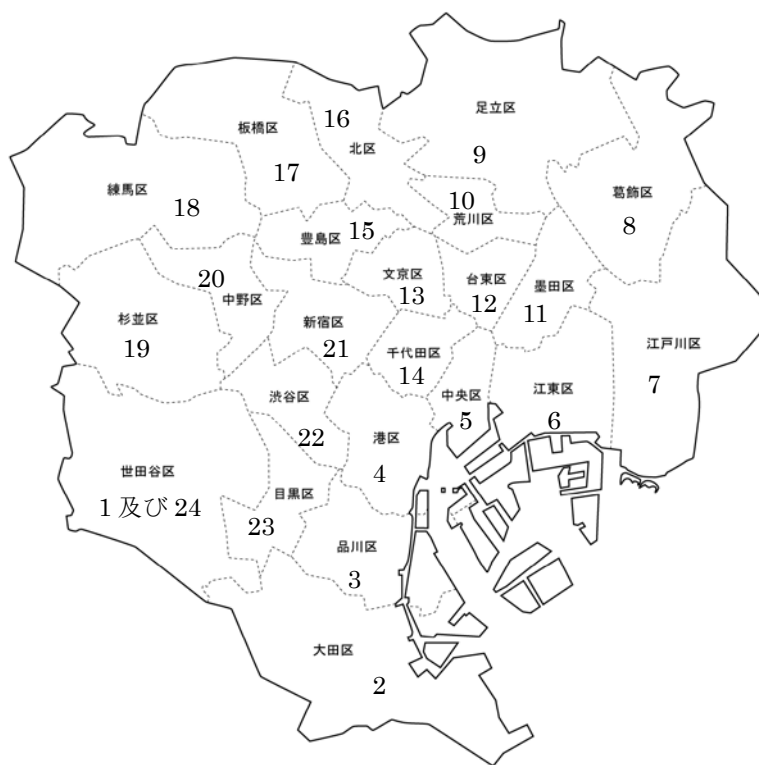 足立区
9
16
北区
板橋区
17
練馬区
18
葛飾区
8
10
荒川区
15
豊島区
文京区
13
台東区
12
墨田区
11
20
中野区
杉並区
19
新宿区
21
千代田区
14
江戸川区
7
中央区
5
江東区
6
渋谷区
22
港区
4
世田谷区
1 及び 24
目黒区
23
品川区
3
大田区
2